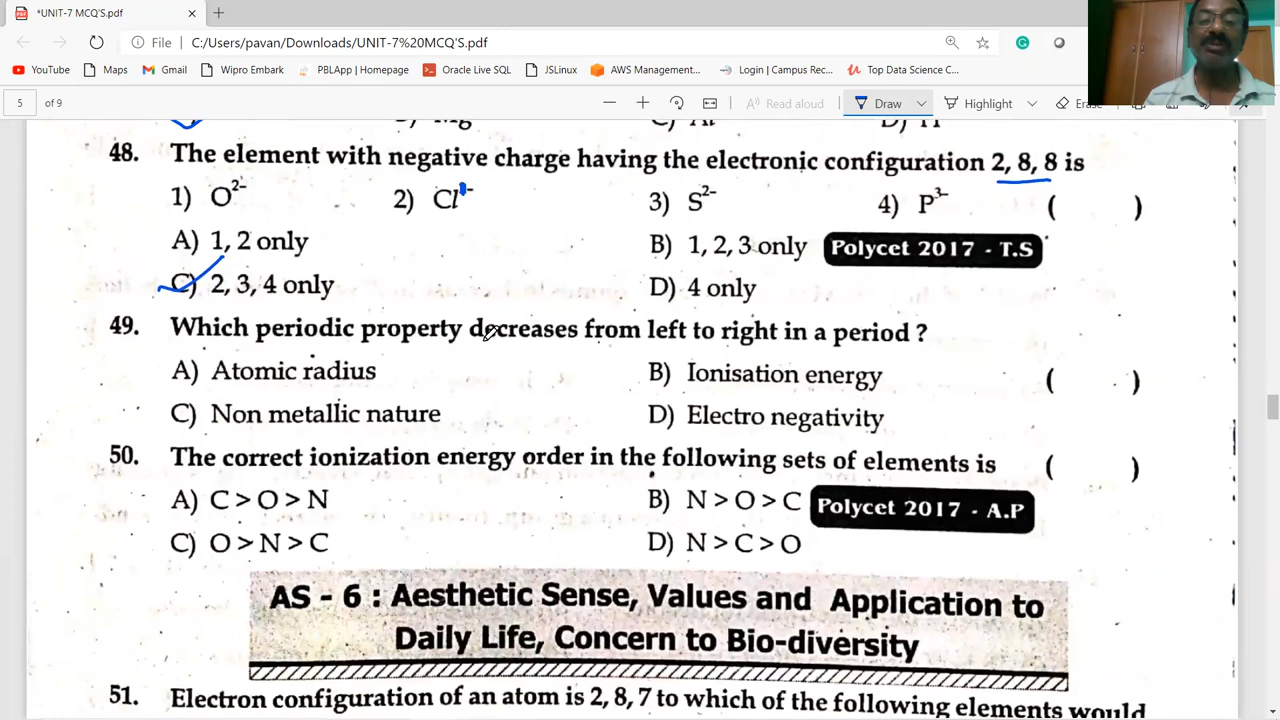 *UNIT-7 MCQ'S.pdf
File
C:/Users/pavan/Downloads/UNIT-7%20MCQ'S.pdf
YouTube Maps Gmail Wipro Embark PBLApp | Homepage Oracle Live SQL JSLinux AWS Management... Login | Campus Rec... Top Data Science C...
5 of 9 Read aloud Draw Highlight Erase
48. The element with negative charge having the electronic configuration 2, 8, 8 is
1) O2− 2) Cl− 3) S2− 4) P3− ( )
A) 1, 2 only B) 1, 2, 3 only Polycet 2017 - T.S
C) 2, 3, 4 only D) 4 only
49. Which periodic property decreases from left to right in a period ?
A) Atomic radius B) Ionisation energy ( )
C) Non metallic nature D) Electro negativity
50. The correct ionization energy order in the following sets of elements is ( )
A) C > O > N B) N > O > C Polycet 2017 - A.P
C) O > N > C D) N > C > O
AS - 6 : Aesthetic Sense, Values and Application to
Daily Life, Concern to Bio-diversity
51. Electron configuration of an atom is 2, 8, 7 to which of the following elements would